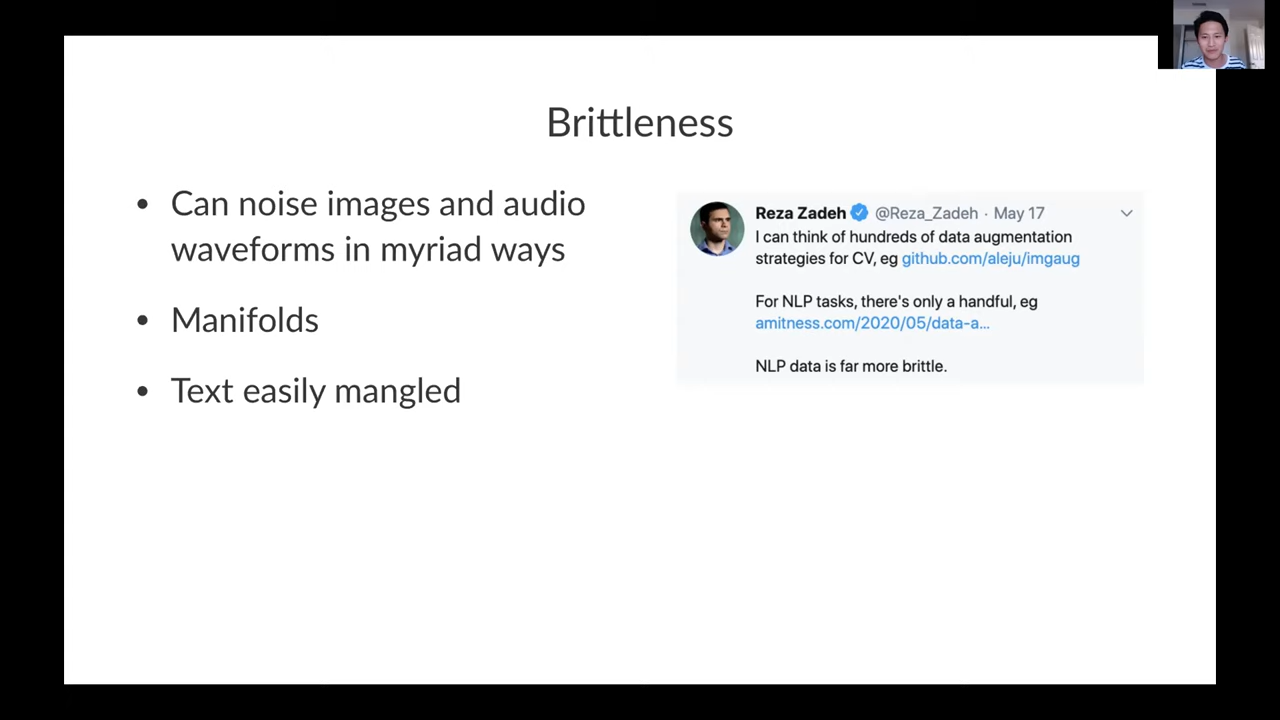 Brittleness
• Can noise images and audio
waveforms in myriad ways
• Manifolds
• Text easily mangled
Reza Zadeh @Reza_Zadeh · May 17
I can think of hundreds of data augmentation
strategies for CV, eg github.com/aleju/imgaug
For NLP tasks, there's only a handful, eg
amitness.com/2020/05/data-a...
NLP data is far more brittle.